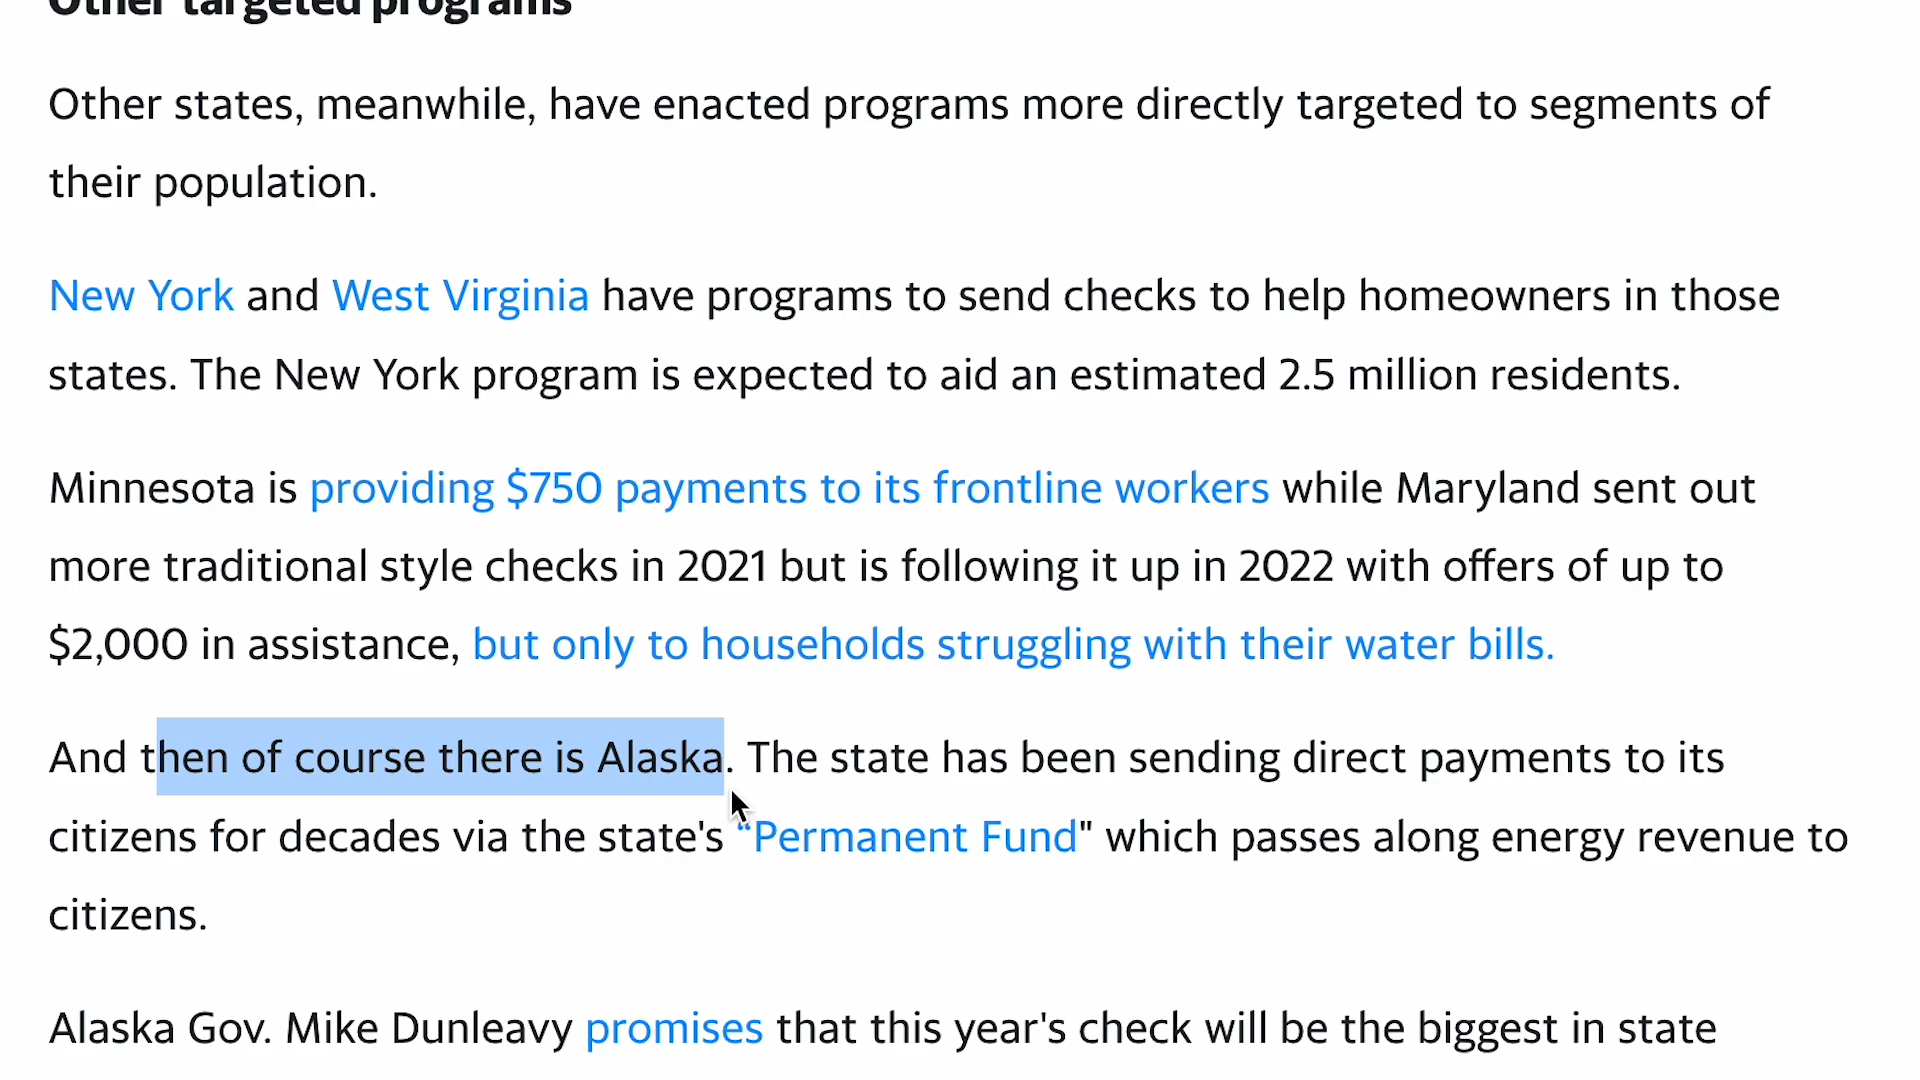 Other targeted programs
Other states, meanwhile, have enacted programs more directly targeted to segments of
their population.
New York and West Virginia have programs to send checks to help homeowners in those
states. The New York program is expected to aid an estimated 2.5 million residents.
Minnesota is providing $750 payments to its frontline workers while Maryland sent out
more traditional style checks in 2021 but is following it up in 2022 with offers of up to
$2,000 in assistance, but only to households struggling with their water bills.
And then of course there is Alaska. The state has been sending direct payments to its
citizens for decades via the state's “Permanent Fund" which passes along energy revenue to
citizens.
Alaska Gov. Mike Dunleavy promises that this year's check will be the biggest in state